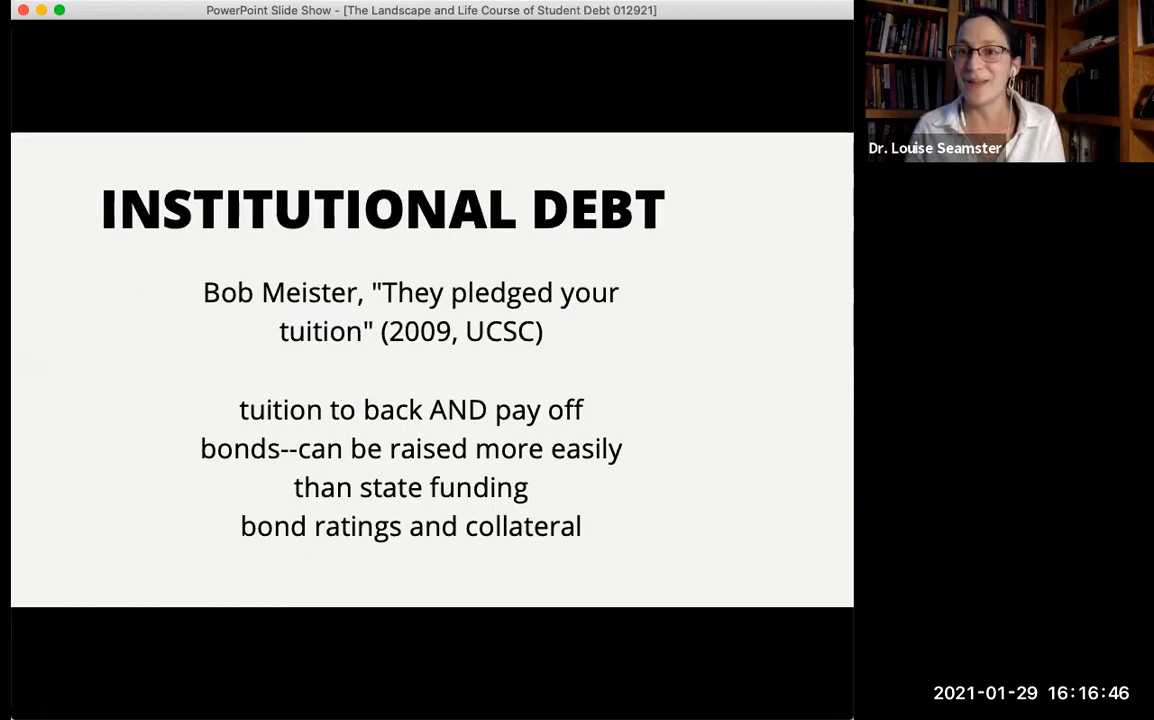 PowerPoint Slide Show - [The Landscape and Life Course of Student Debt 012921]
Dr. Louise Seamster
INSTITUTIONAL DEBT
Bob Meister, "They pledged your
tuition" (2009, UCSC)
tuition to back AND pay off
bonds--can be raised more easily
than state funding
bond ratings and collateral
2021-01-29 16:16:46